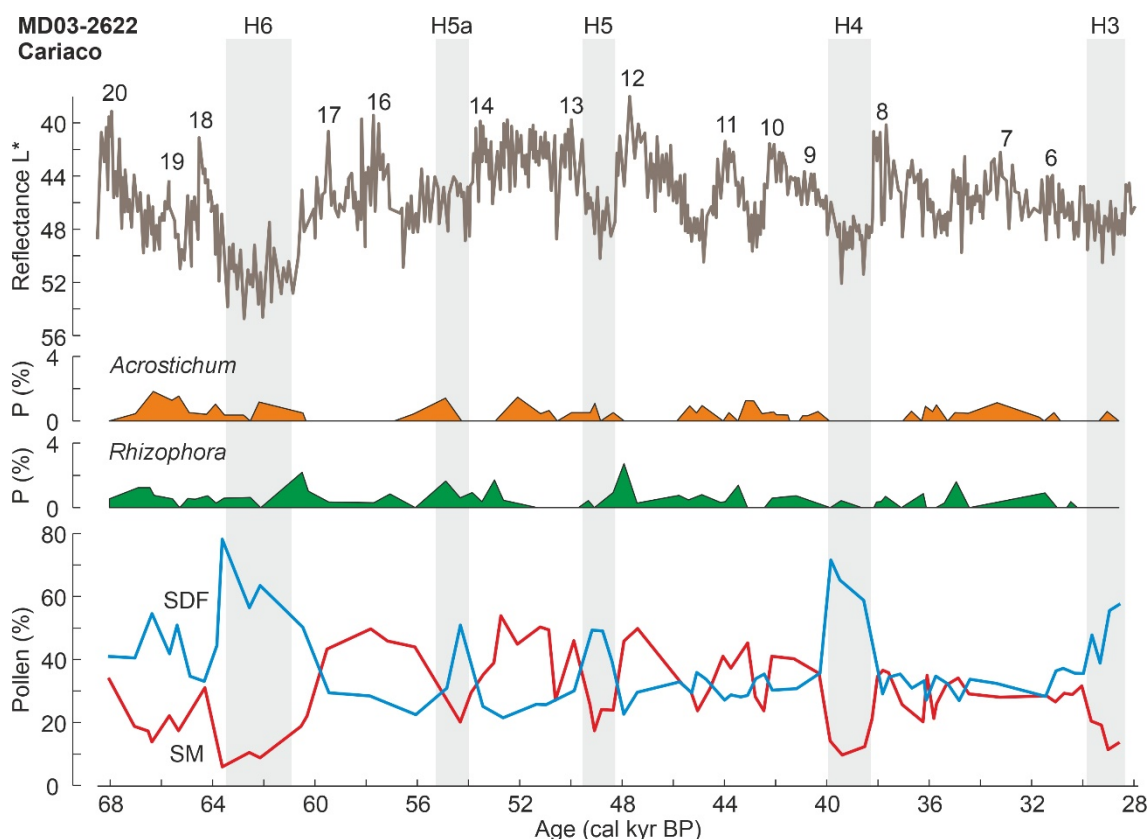 MD03-2622
Cariaco
H6 H5a H5 H4 H3
20 19 18 17 16 14 13 12 11 10 9 8 7 6
Reflectance L*
40
44
48
52
56
Acrostichum
P (%)
4
0
Rhizophora
P (%)
4
0
Pollen (%)
80
60
40
20
0
SDF
SM
68 64 60 56 52 48 44 40 36 32 28
Age (cal kyr BP)